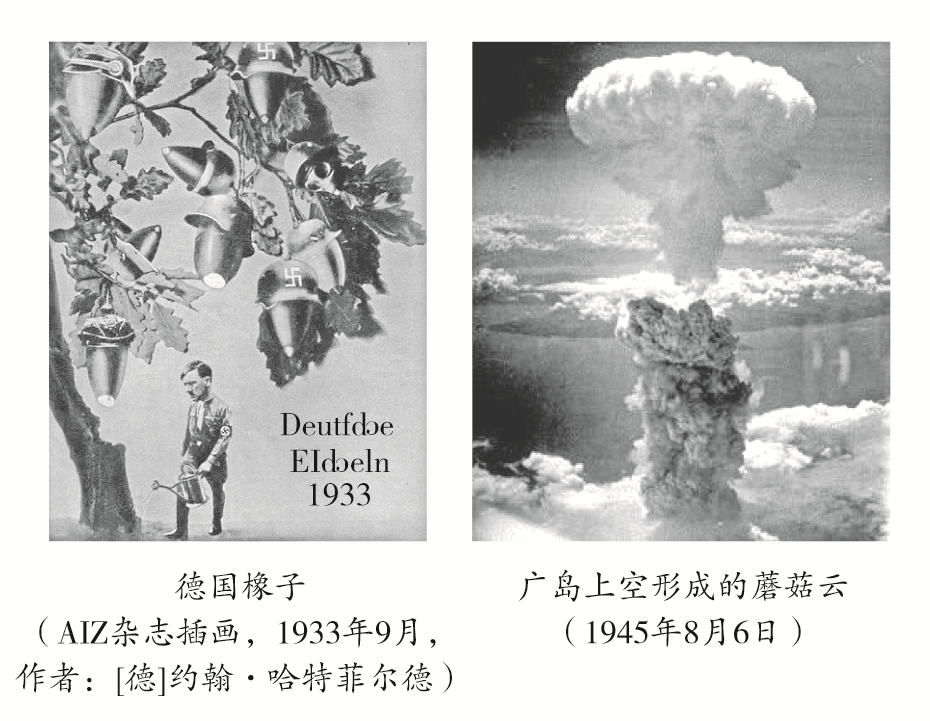 Deutfdɔe
EIdɔeln
1933
德国橡子
（AIZ杂志插画，1933年9月，
作者：[德]约翰·哈特菲尔德）
广岛上空形成的蘑菇云
（1945年8月6日）